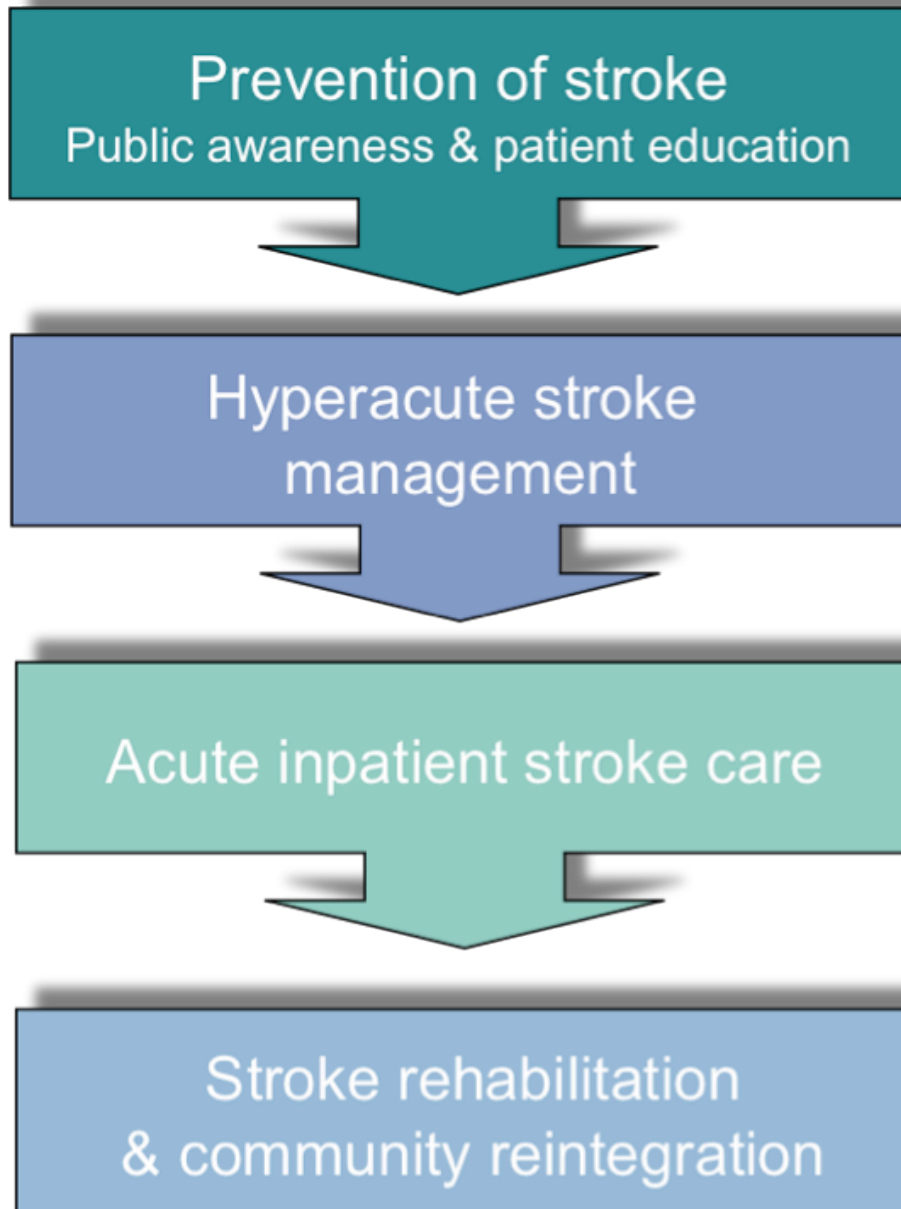 Prevention of stroke
Public awareness & patient education
Hyperacute stroke
management
Acute inpatient stroke care
Stroke rehabilitation
& community reintegration